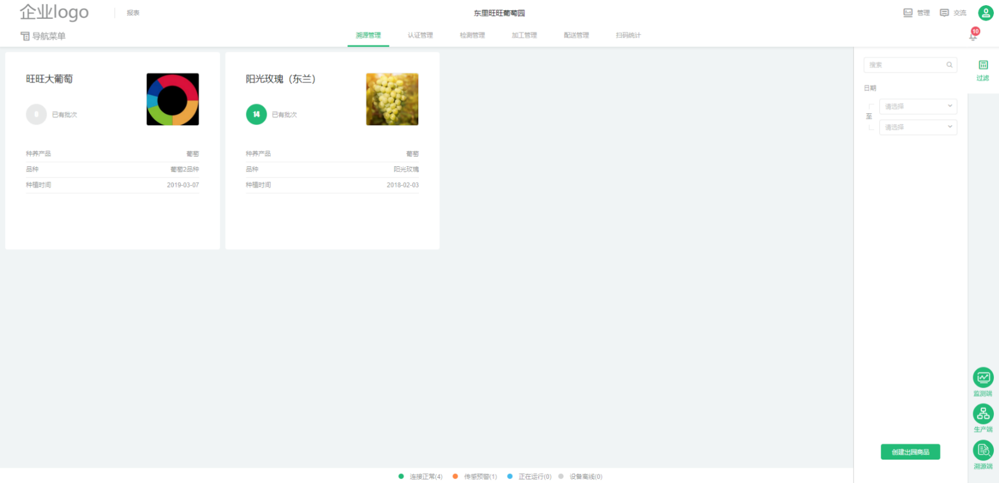 企业logo
报表
东里旺旺葡萄园
管理
交流
导航菜单
溯源管理
认证管理
检测管理
加工管理
配送管理
扫码统计
10
旺旺大葡萄
0 已有批次
种养产品 葡萄
品种 葡萄2品种
种植时间 2019-03-07
阳光玫瑰（东兰）
14 已有批次
种养产品 葡萄
品种 阳光玫瑰
种植时间 2018-02-03
搜索
过滤
日期
请选择
至
请选择
监测端
生产端
创建出园商品
溯源端
连接正常(4)
传感预警(1)
正在运行(0)
设备离线(0)